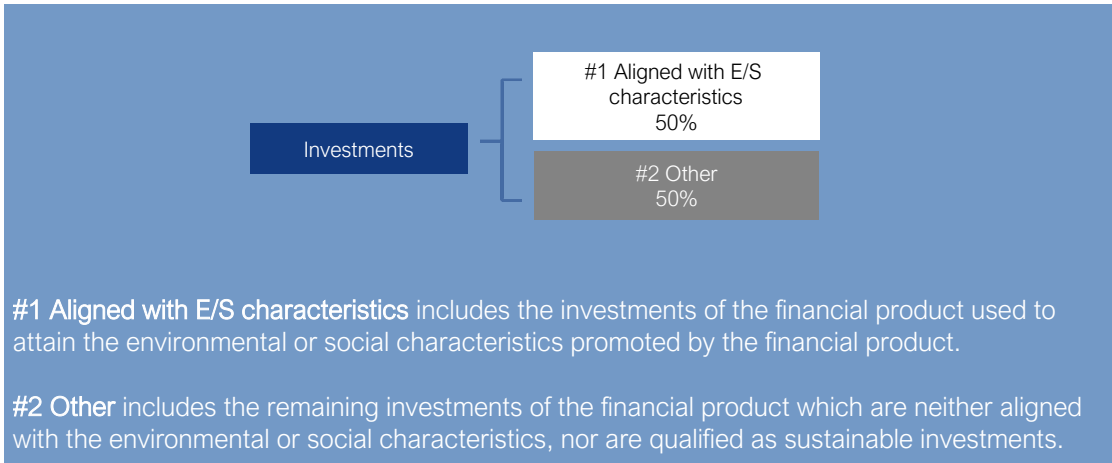 #1 Aligned with E/S
characteristics
50%
Investments
#2 Other
50%
#1 Aligned with E/S characteristics includes the investments of the financial product used to
attain the environmental or social characteristics promoted by the financial product.
#2 Other includes the remaining investments of the financial product which are neither aligned
with the environmental or social characteristics, nor are qualified as sustainable investments.